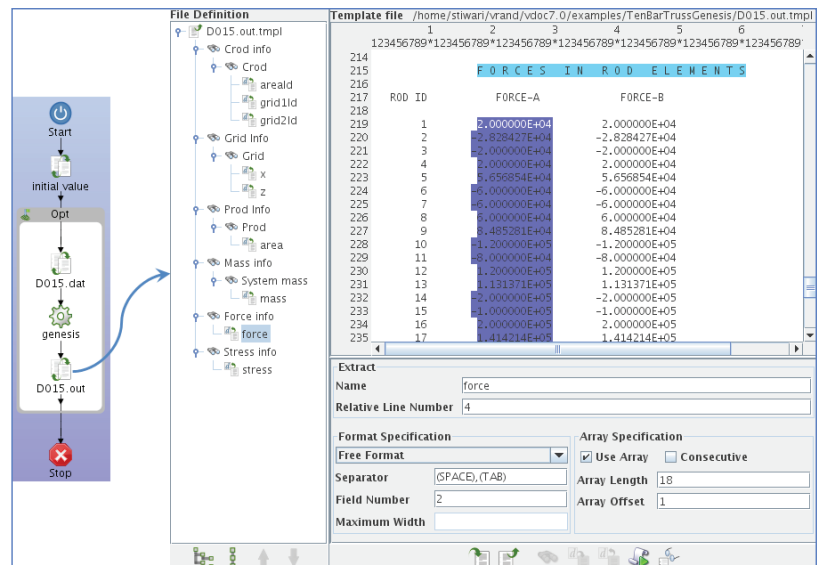 Start
initial value
Opt
D015.dat
genesis
D015.out
Stop
File Definition
D015.out.tmpl
Crod info
Crod
areaId
grid1Id
grid2Id
Grid Info
Grid
x
z
Prod Info
Prod
area
Mass info
System mass
mass
Force info
force
Stress info
stress
Template file /home/stiwari/vrand/vdoc7.0/examples/TenBarTrussGenesis/D015.out.tmpl
1 2 3 4 5 6
123456789*123456789*123456789*123456789*123456789*123456789*123456789
214
215 F O R C E S I N R O D E L E M E N T S
216
217 ROD ID FORCE-A FORCE-B
218
219 1 2.000000E+04 2.000000E+04
220 2 -2.828427E+04 -2.828427E+04
221 3 -2.000000E+04 -2.000000E+04
222 4 2.000000E+04 2.000000E+04
223 5 5.656854E+04 5.656854E+04
224 6 -6.000000E+04 -6.000000E+04
225 7 -6.000000E+04 -6.000000E+04
226 8 6.000000E+04 6.000000E+04
227 9 8.485281E+04 8.485281E+04
228 10 -1.200000E+05 -1.200000E+05
229 11 -8.000000E+04 -8.000000E+04
230 12 1.200000E+05 1.200000E+05
231 13 1.131371E+05 1.131371E+05
232 14 -2.000000E+05 -2.000000E+05
233 15 -1.000000E+05 -1.000000E+05
234 16 2.000000E+05 2.000000E+05
235 17 1.414214E+05 1.414214E+05
Extract
Name force
Relative Line Number 4
Format Specification
Free Format
Separator (SPACE),(TAB)
Field Number 2
Maximum Width
Array Specification
Use Array Consecutive
Array Length 18
Array Offset 1